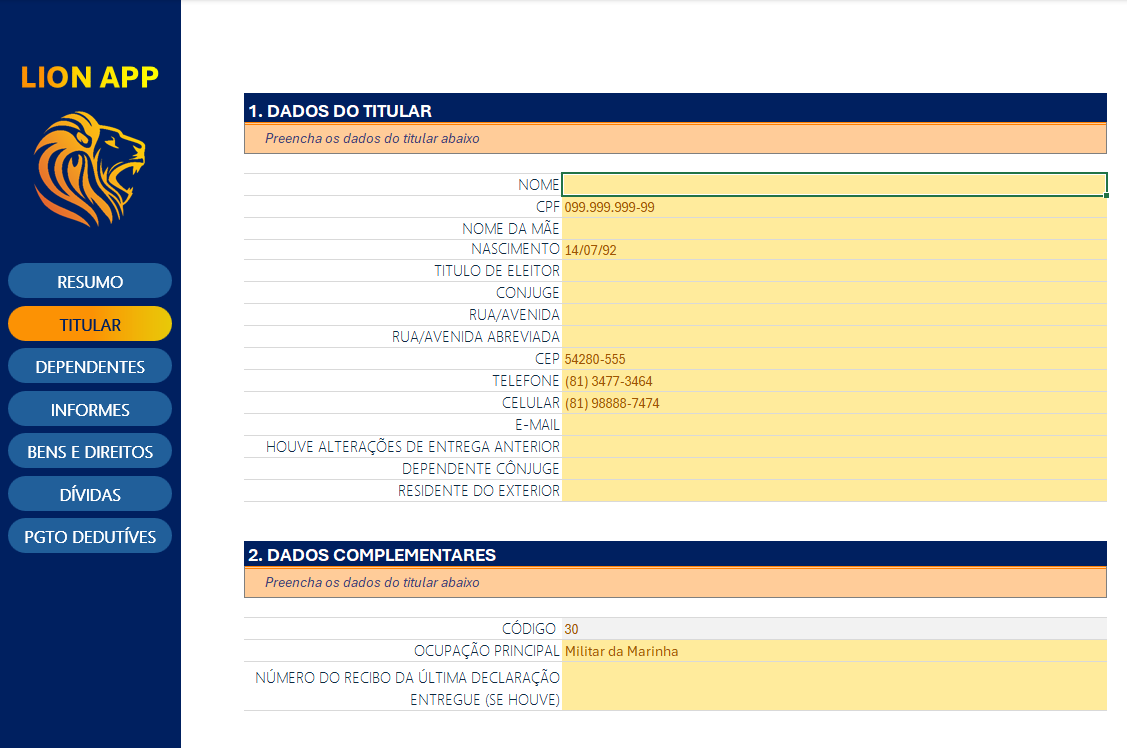 LION APP
RESUMO
TITULAR
DEPENDENTES
INFORMES
BENS E DIREITOS
DÍVIDAS
PGTO DEDUTÍVES
1. DADOS DO TITULAR
Preencha os dados do titular abaixo
NOME
CPF 099.999.999-99
NOME DA MÃE
NASCIMENTO 14/07/92
TITULO DE ELEITOR
CONJUGE
RUA/AVENIDA
RUA/AVENIDA ABREVIADA
CEP 54280-555
TELEFONE (81) 3477-3464
CELULAR (81) 98888-7474
E-MAIL
HOUVE ALTERAÇÕES DE ENTREGA ANTERIOR
DEPENDENTE CÔNJUGE
RESIDENTE DO EXTERIOR
2. DADOS COMPLEMENTARES
Preencha os dados do titular abaixo
CÓDIGO 30
OCUPAÇÃO PRINCIPAL Militar da Marinha
NÚMERO DO RECIBO DA ÚLTIMA DECLARAÇÃO
ENTREGUE (SE HOUVE)